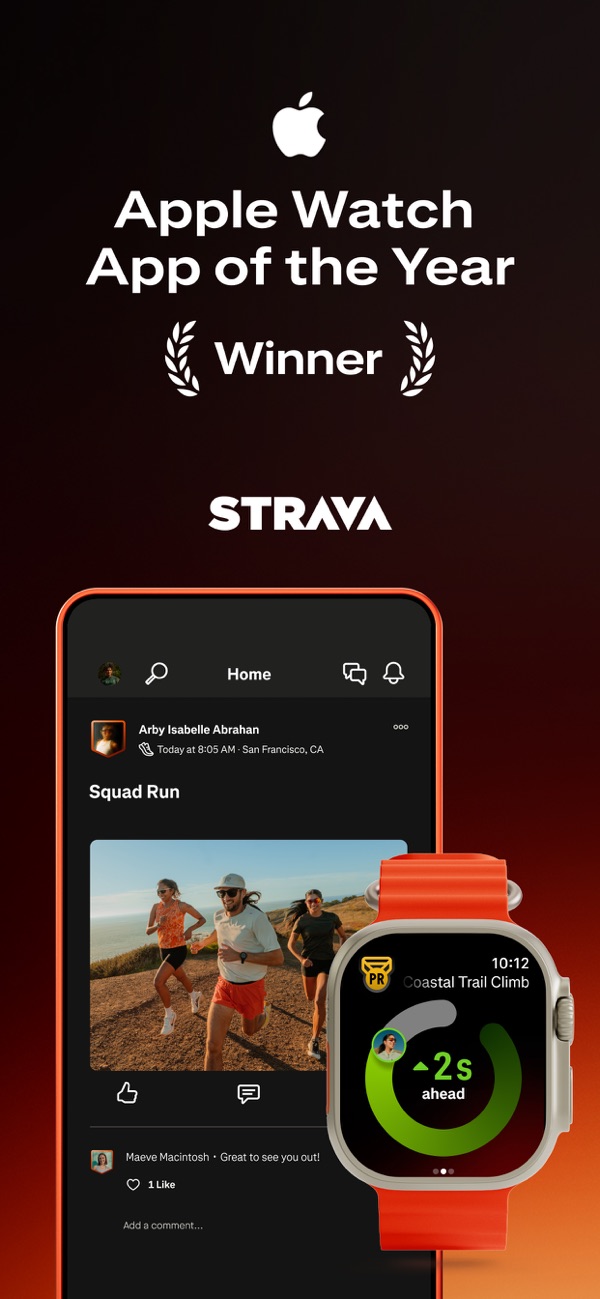 Apple Watch
App of the Year
Winner
STRAVA
Home
Arby Isabelle Abrahan
Today at 8:05 AM · San Francisco, CA
Squad Run
Maeve Macintosh · Great to see you out!
1 Like
Add a comment...
10:12
PR
Coastal Trail Climb
2s
ahead